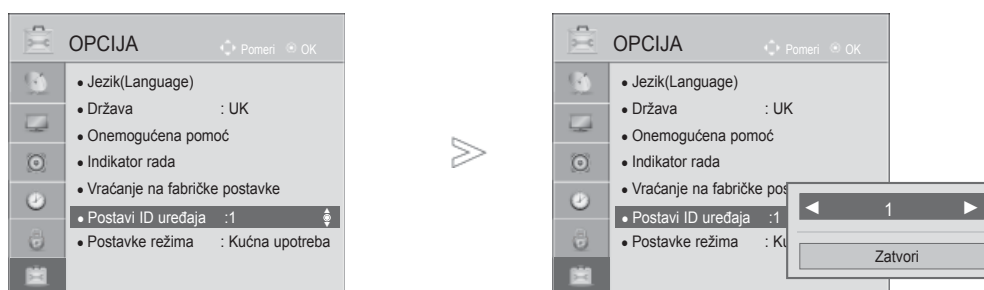 OPCIJA
Pomeri OK
• Jezik(Language)
• Država : UK
• Onemogućena pomoć
• Indikator rada
• Vraćanje na fabričke postavke
• Postavi ID uređaja :1
• Postavke režima : Kućna upotreba
OPCIJA
Pomeri OK
• Jezik(Language)
• Država : UK
• Onemogućena pomoć
• Indikator rada
• Vraćanje na fabričke pos
• Postavi ID uređaja :1
• Postavke režima : Ku
◄ 1 ►
Zatvori